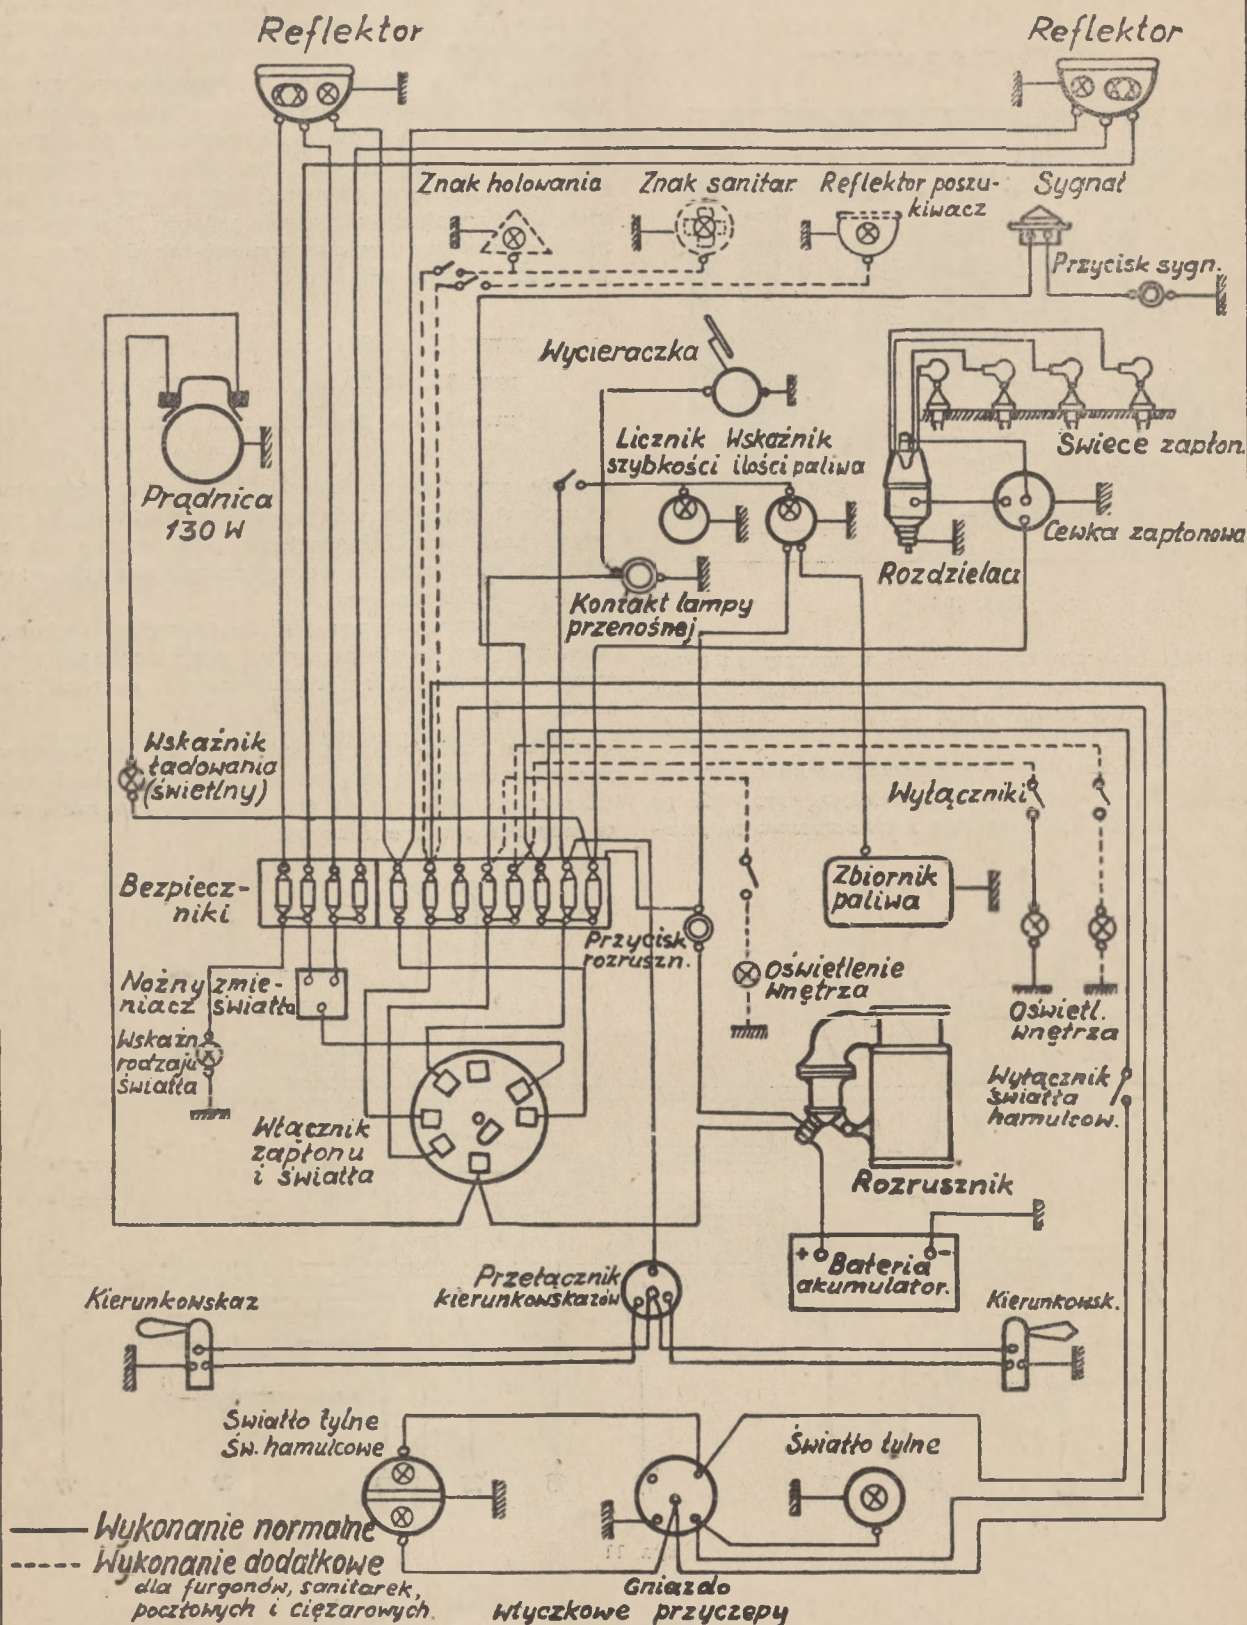 Reflektor
Reflektor
Znak holowania
Znak sanitar.
Reflektor poszu-
kiwacz
Sygnał
Przycisk sygn.
Wycieraczka
Licznik
szybkości
Wskaźnik
ilości paliwa
Świece zapłon.
Prądnica
130 W
Cewka zapłonowa
Rozdzielacz
Kontakt lampy
przenośnej
Wskaźnik
ładowania
(świetlny)
Wyłączniki
Bezpiecz-
niki
Zbiornik
paliwa
Przycisk
rozruszn.
Nożny zmie-
niacz światła
Oświetlenie
wnętrza
Oświetl.
wnętrza
Wskaźn.
rodzaju
światła
Wyłącznik
światła
hamulcow.
Włącznik
zapłonu
i światła
Rozrusznik
+ Bateria -
akumulator.
Przełącznik
kierunkowskazów
Kierunkowskaz
Kierunkowsk.
Światło tylne
Św. hamulcowe
Światło tylne
Wykonanie normalne
Wykonanie dodatkowe
dla furgonów, sanitarek,
pocztowych i ciężarowych.
Gniazdo
wtyczkowe przyczepy